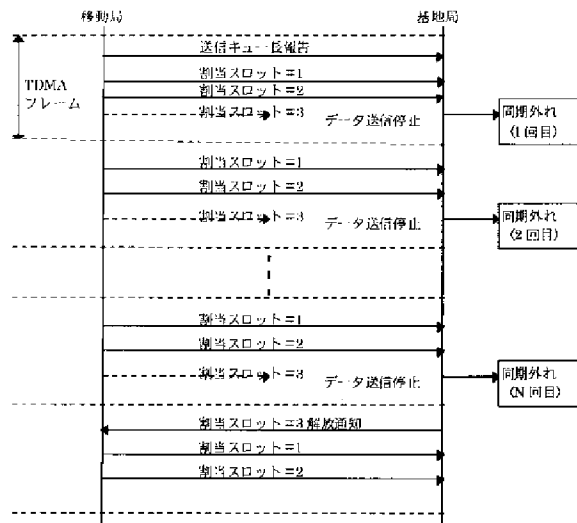 移動局
基地局
送信キュー長報告
割当スロット=1
割当スロット=2
TDMA
フレーム
割当スロット=3
データ送信停止
同期外れ
(1回目)
割当スロット=1
割当スロット=2
割当スロット=3
データ送信停止
同期外れ
(2回目)
割当スロット=1
割当スロット=2
割当スロット=3
データ送信停止
同期外れ
(N回目)
割当スロット=3解放通知
割当スロット=1
割当スロット=2